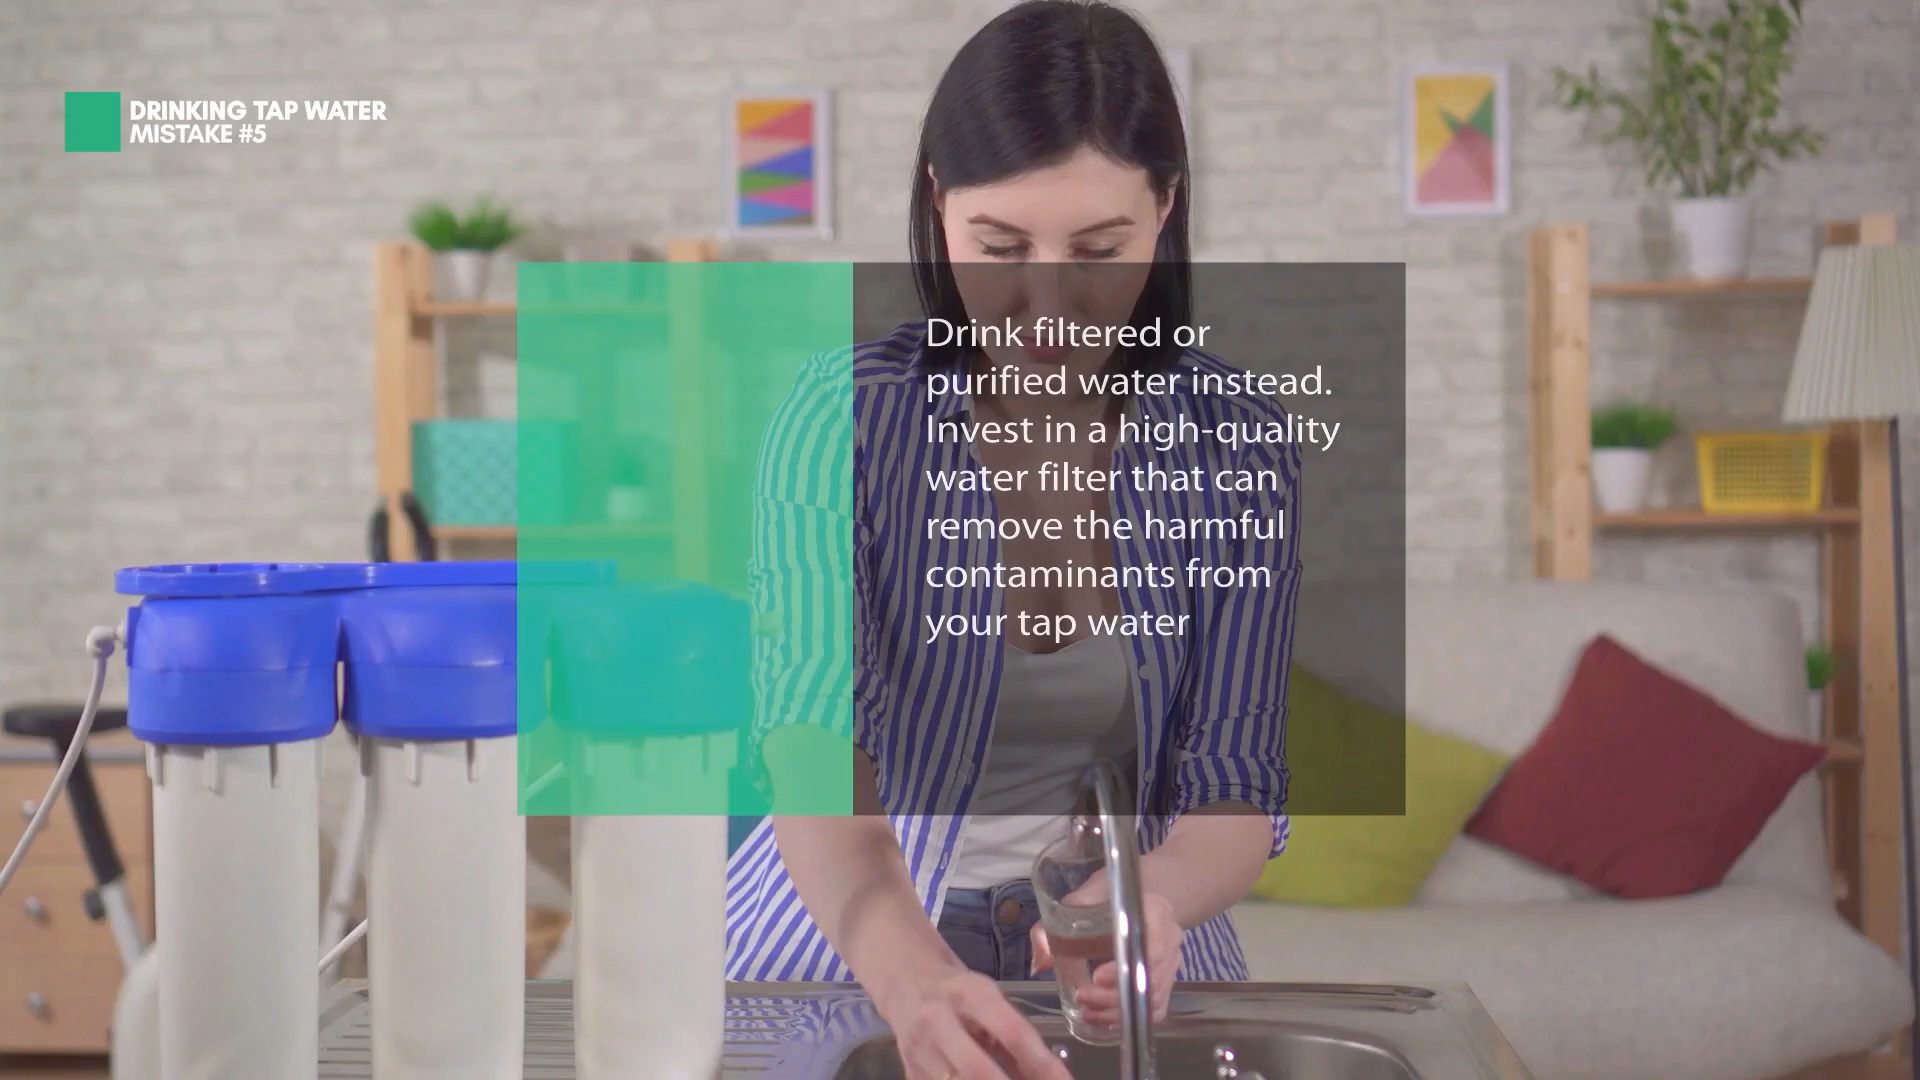 DRINKING TAP WATER
MISTAKE #5
Drink filtered or
purified water instead.
Invest in a high-quality
water filter that can
remove the harmful
contaminants from
your tap water